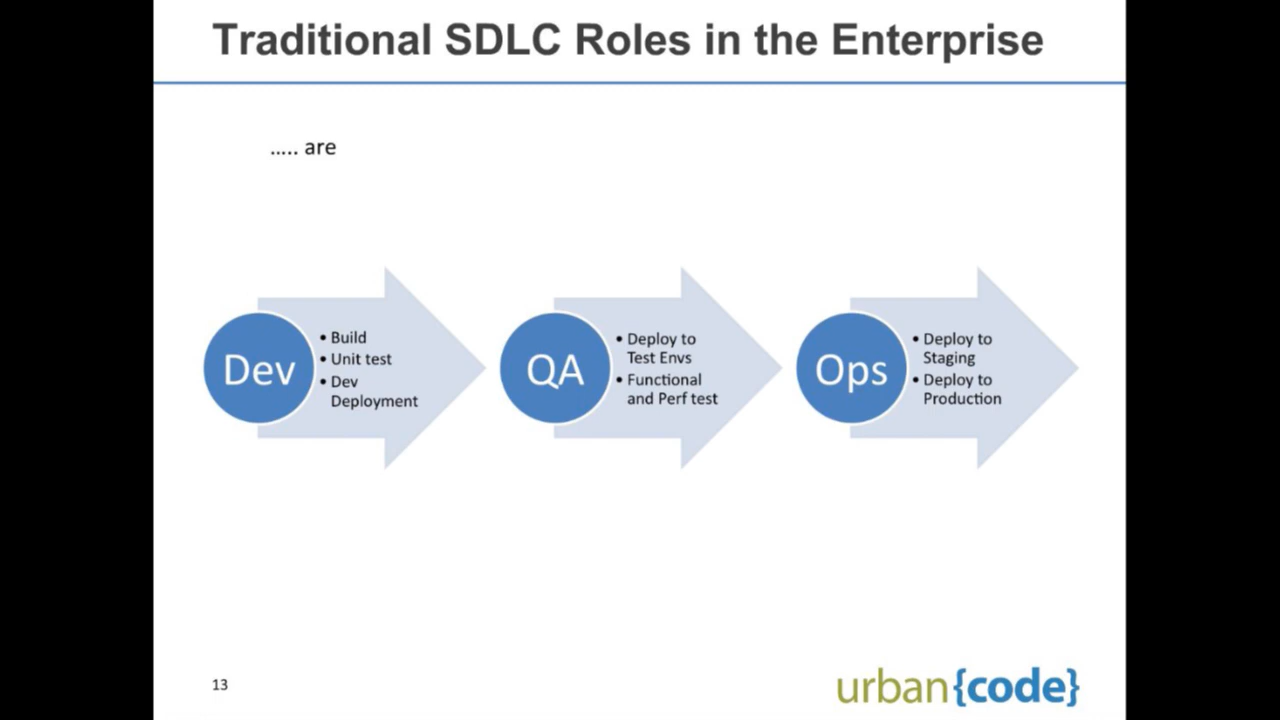 Traditional SDLC Roles in the Enterprise
..... are
Dev
• Build
• Unit test
• Dev
Deployment
QA
• Deploy to
Test Envs
• Functional
and Perf test
Ops
• Deploy to
Staging
• Deploy to
Production
13
urban{code}